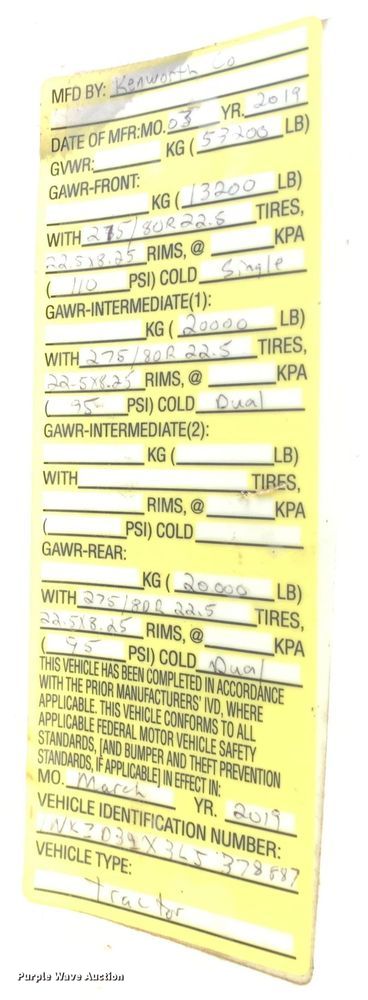 MFD BY: Kenworth Co
DATE OF MFR:MO. 03 YR. 2019
GVWR: KG ( 53200 LB)
GAWR-FRONT:
KG ( 13200 LB)
WITH 275/80R22.5 TIRES,
22.5x8.25 RIMS, @ KPA
( 110 PSI) COLD Single
GAWR-INTERMEDIATE(1):
KG ( 20000 LB)
WITH 275/80R 22.5 TIRES,
22.5x8.25 RIMS, @ KPA
( 95 PSI) COLD Dual
GAWR-INTERMEDIATE(2):
KG ( LB)
WITH TIRES,
RIMS, @ KPA
( PSI) COLD
GAWR-REAR:
KG ( 20000 LB)
WITH 275/80R 22.5 TIRES,
22.5x8.25 RIMS, @ KPA
( 95 PSI) COLD Dual
THIS VEHICLE HAS BEEN COMPLETED IN ACCORDANCE
WITH THE PRIOR MANUFACTURERS' IVD, WHERE
APPLICABLE. THIS VEHICLE CONFORMS TO ALL
APPLICABLE FEDERAL MOTOR VEHICLE SAFETY
STANDARDS, [AND BUMPER AND THEFT PREVENTION
STANDARDS, IF APPLICABLE] IN EFFECT IN:
MO. March YR. 2019
VEHICLE IDENTIFICATION NUMBER:
VEHICLE TYPE:
Tractor
Purple Wave Auction